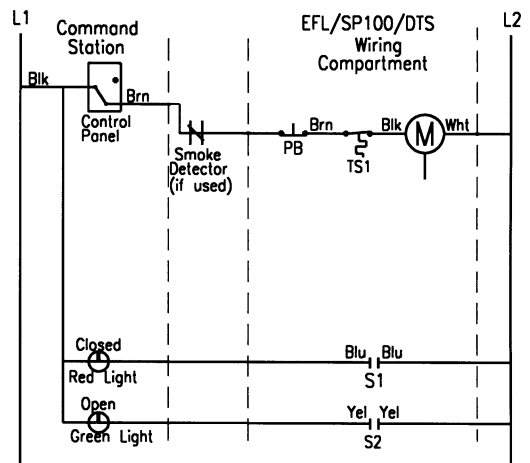 L1
Command
Station
EFL/SP100/DTS
Wiring
Compartment
L2
Blk
Brn
Control
Panel
Smoke
Detector
(if used)
PB
Brn
TS1
Blk
M
Wht
Closed
Red Light
Blu Blu
S1
Open
Green Light
Yel Yel
S2